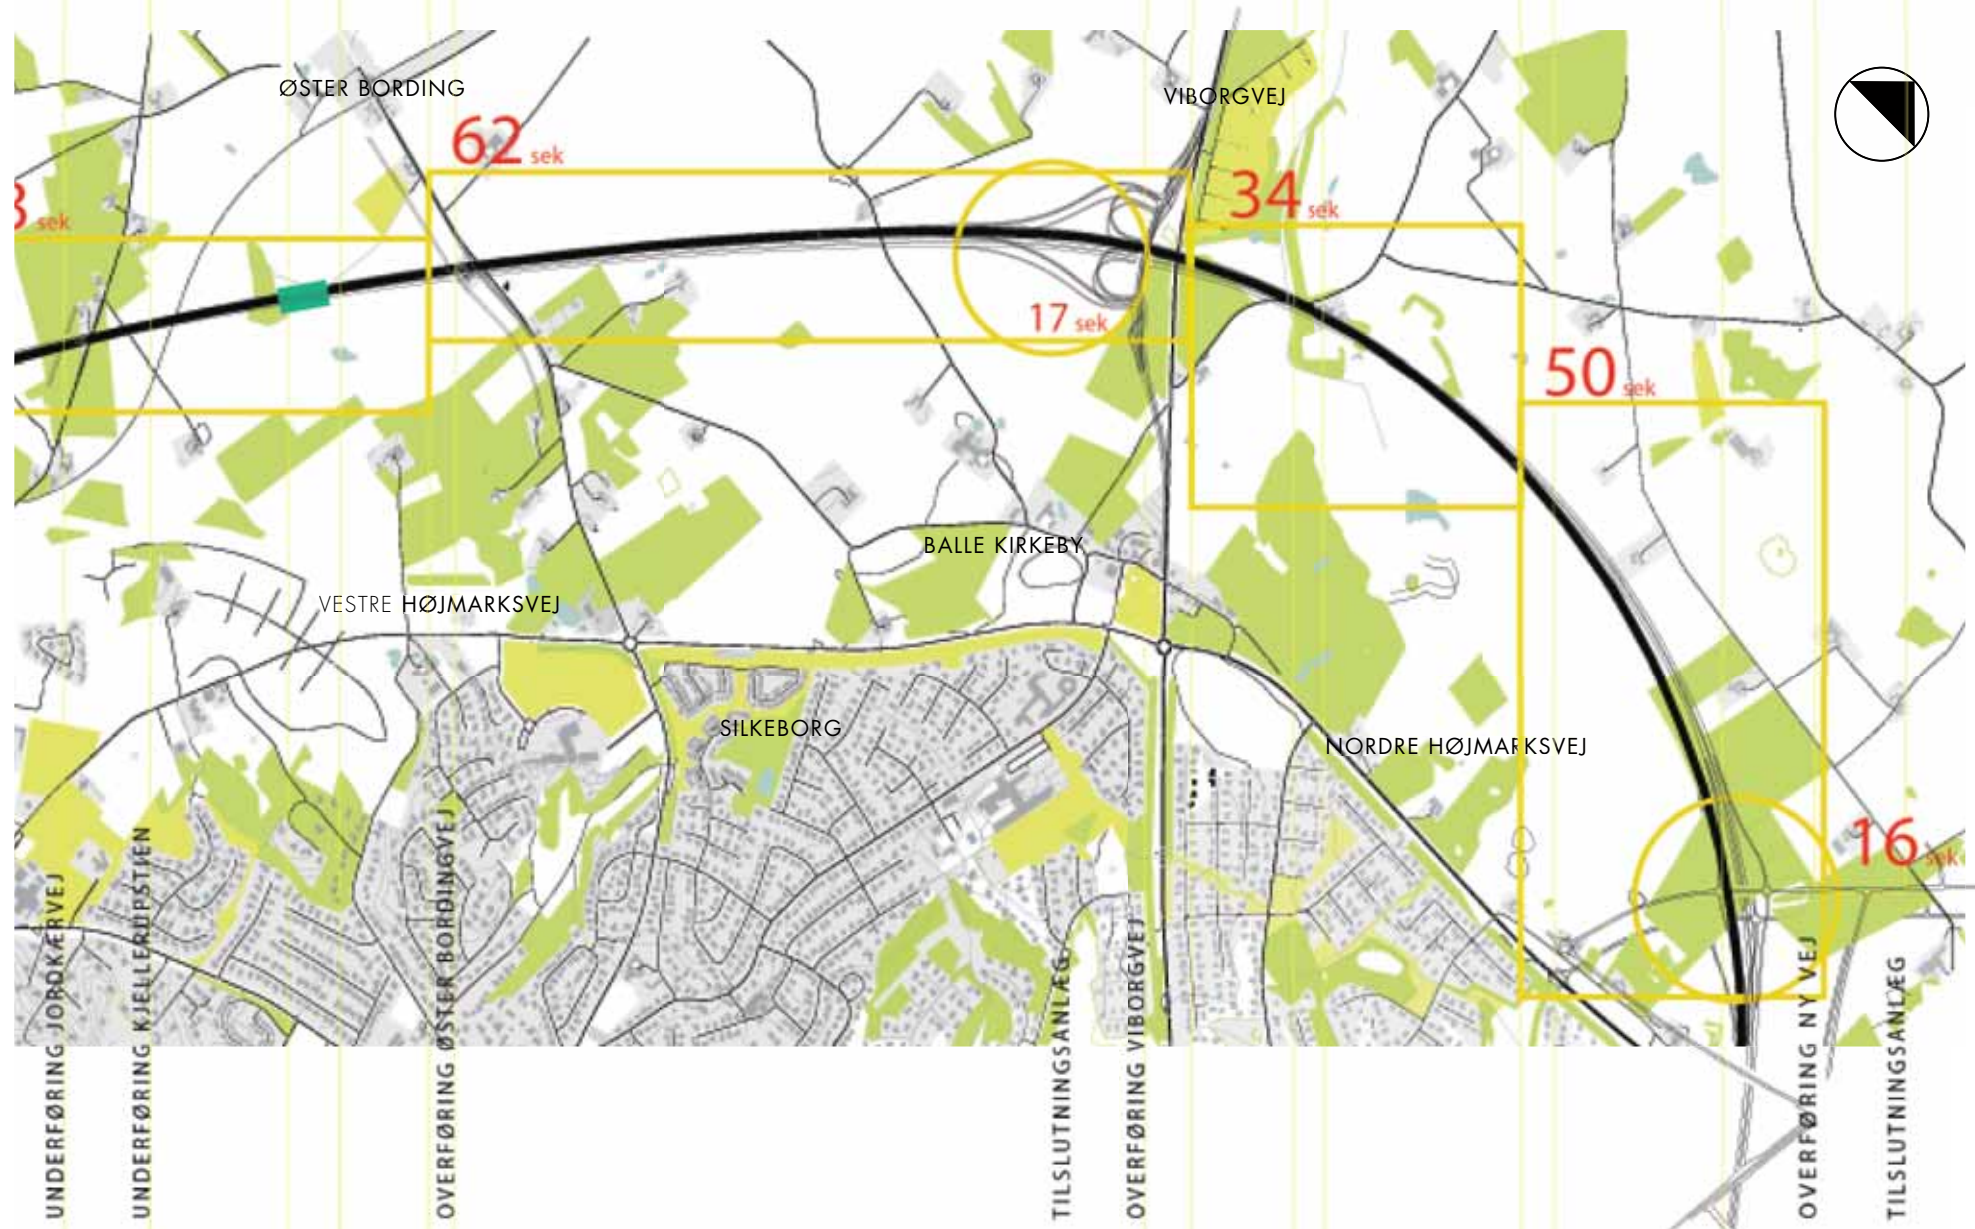 ØSTER BORDING
VIBORGVEJ
62 sek
34 sek
3 sek
17 sek
50 sek
BALLE KIRKEBY
VESTRE HØJMARKSVEJ
SILKEBORG
NORDRE HØJMARKSVEJ
16 sek
UNDERFØRING JORDKÆRVEJ
UNDERFØRING KJELLERUPSTIEN
OVERFØRING ØSTER BORDINGVEJ
TILSLUTNINGSANLÆG
OVERFØRING VIBORGVEJ
OVERFØRING NY VEJ
TILSLUTNINGSANLÆG